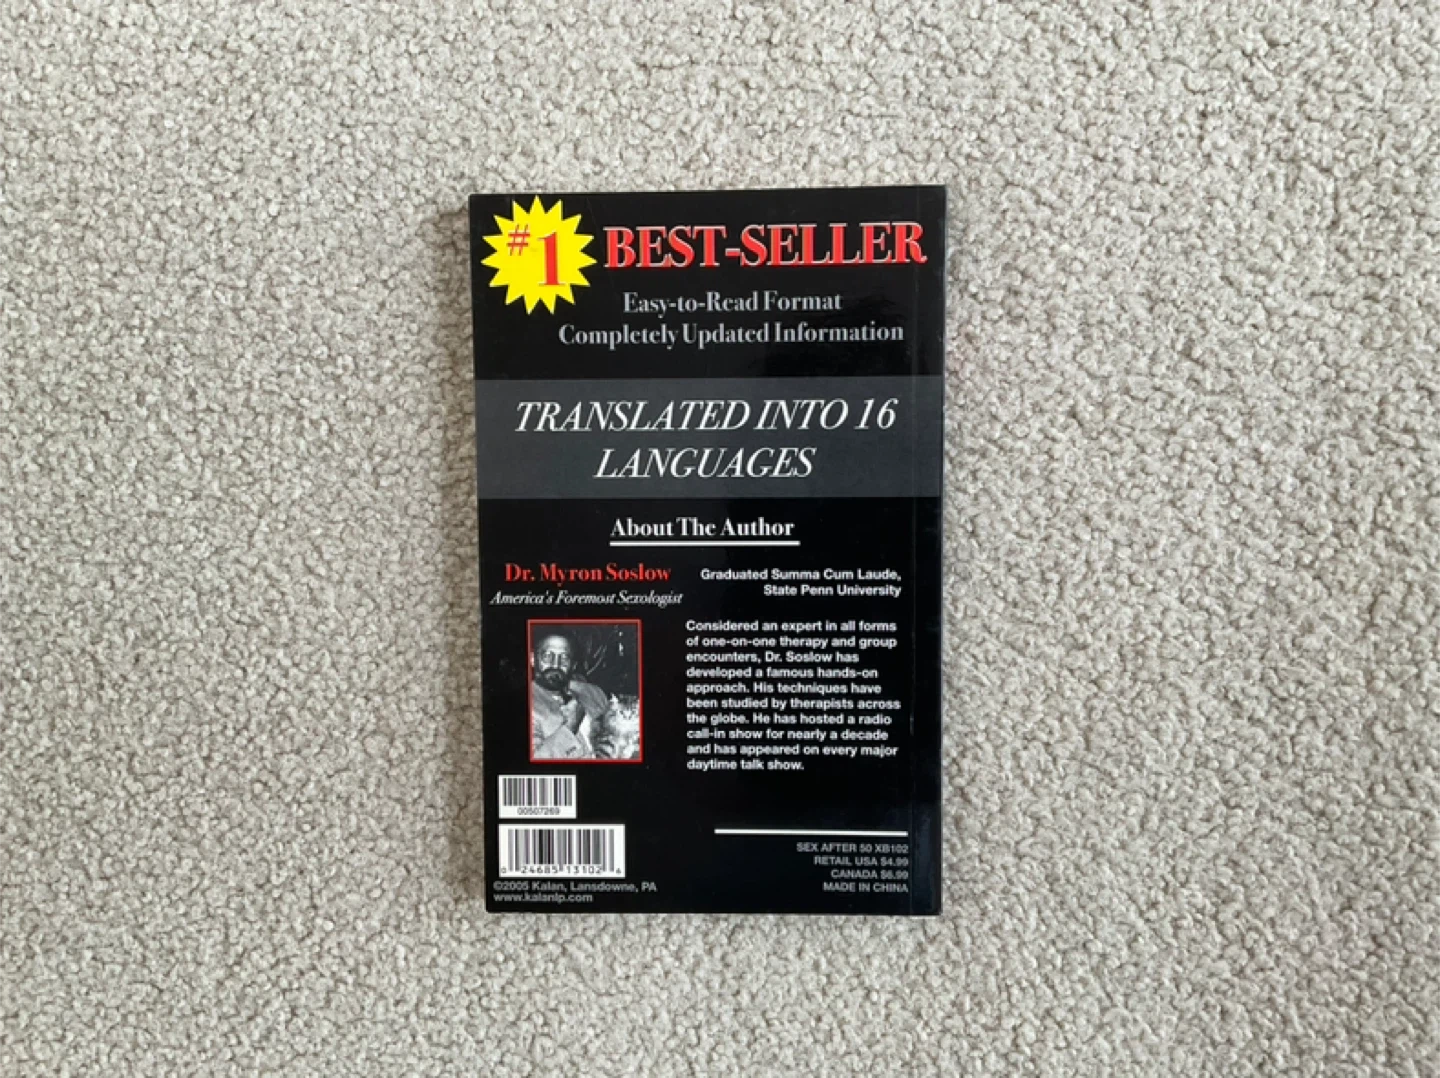 #1 BEST-SELLER
Easy-to-Read Format
Completely Updated Information
TRANSLATED INTO 16
LANGUAGES
About The Author
Dr. Myron Soslow
America's Foremost Sexologist
Graduated Summa Cum Laude,
State Penn University
Considered an expert in all forms
of one-on-one therapy and group
encounters, Dr. Soslow has
developed a famous hands-on
approach. His techniques have
been studied by therapists across
the globe. He has hosted a radio
call-in show for nearly a decade
and has appeared on every major
daytime talk show.
00507269
0 24685 13102 4
©2005 Kalan, Lansdowne, PA
www.kalanlp.com
SEX AFTER 50 XB102
RETAIL USA $4.99
CANADA $6.99
MADE IN CHINA